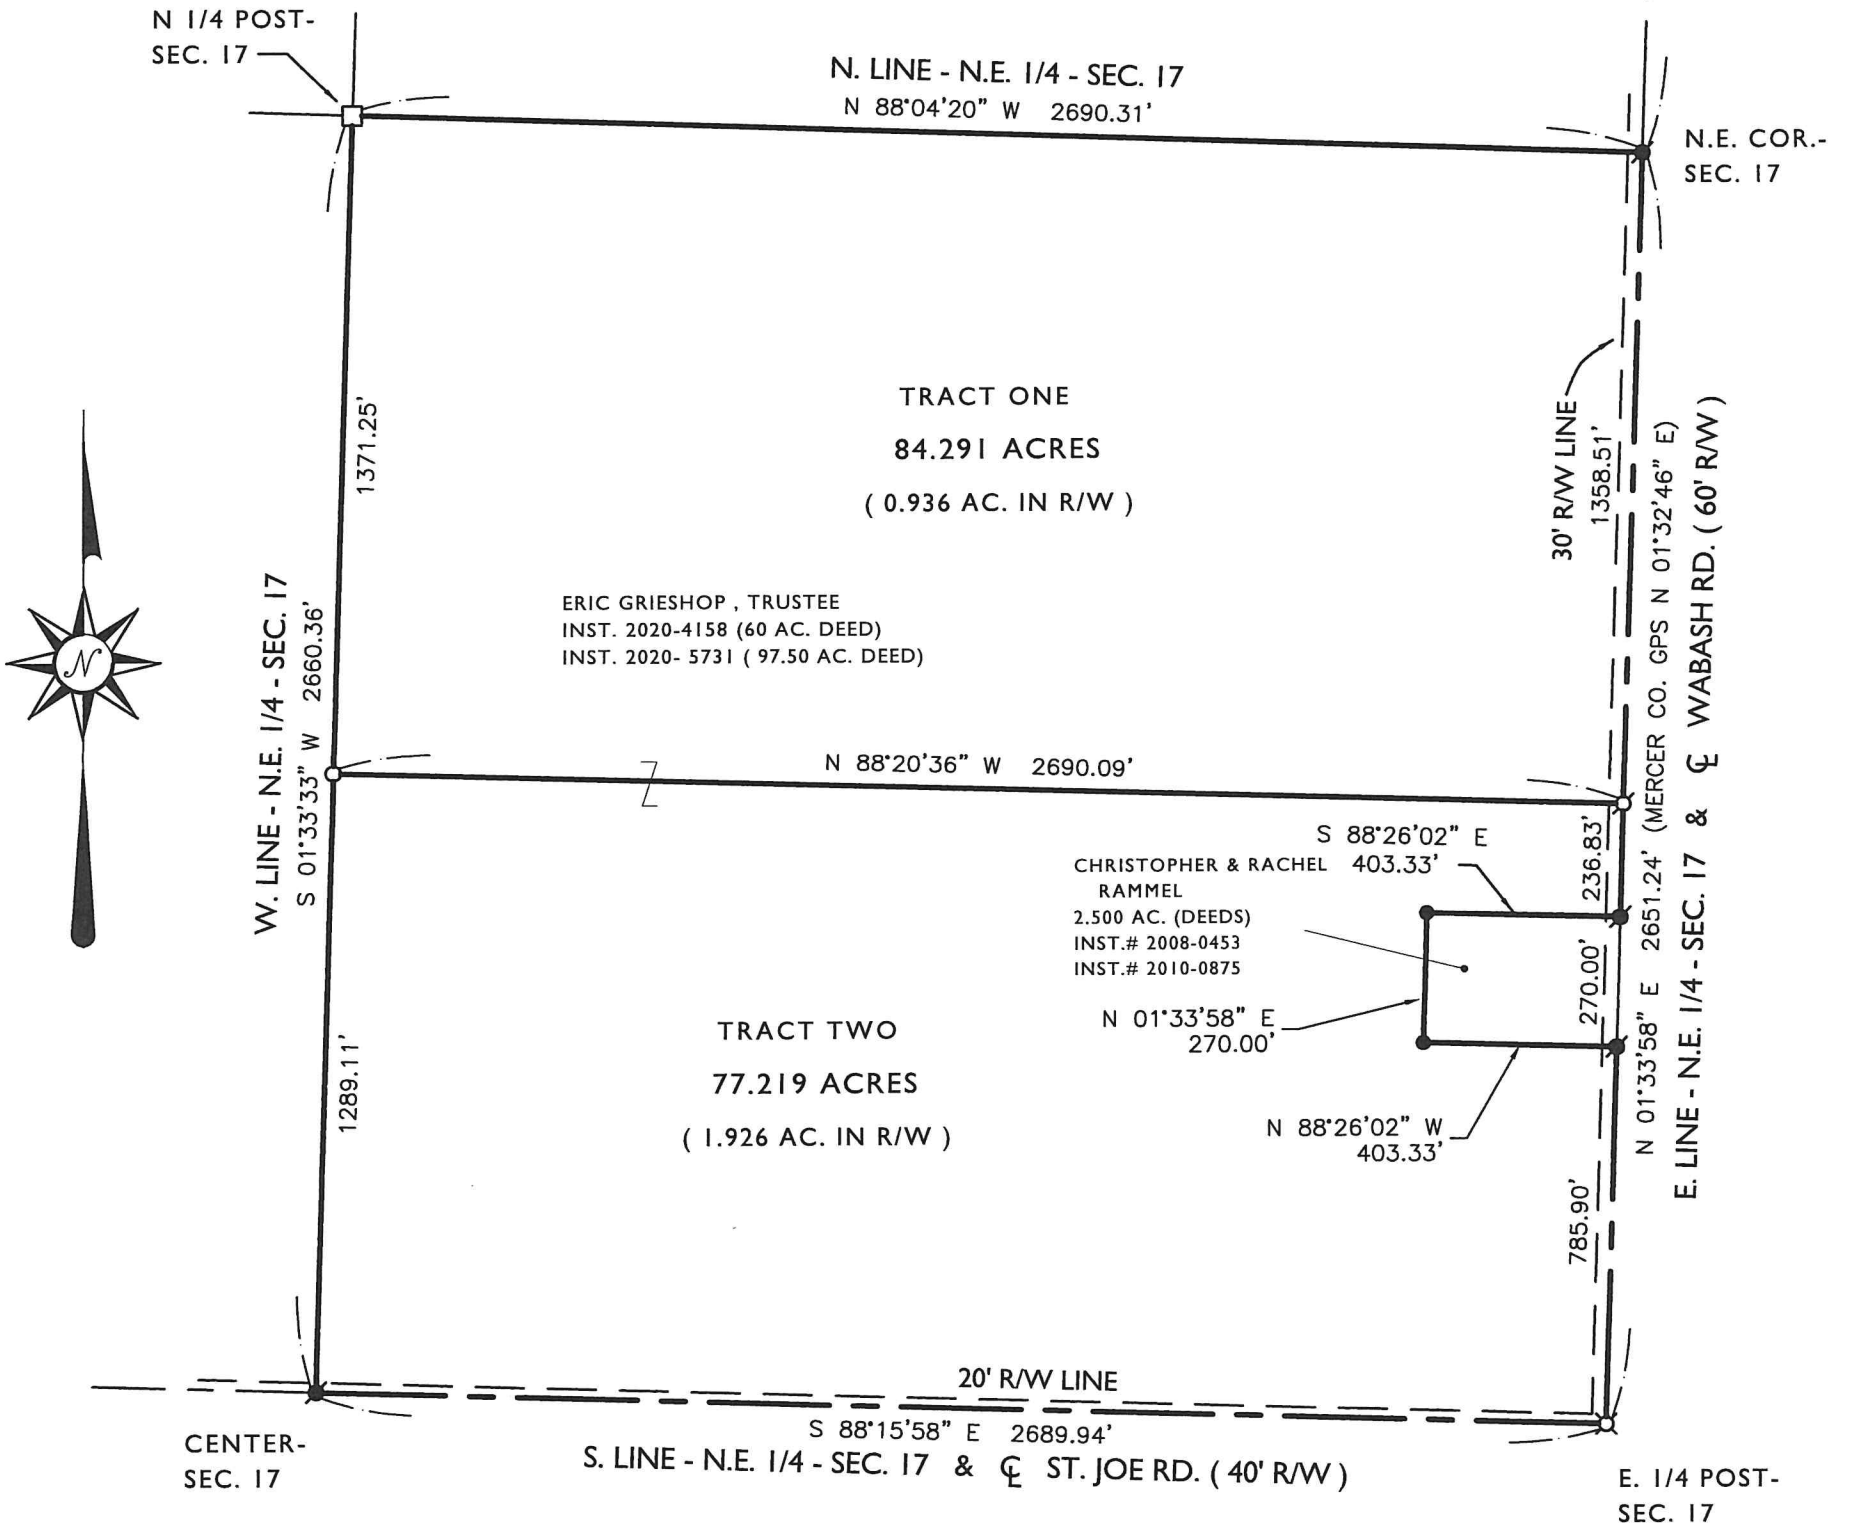 N 1/4 POST-
SEC. 17
N. LINE - N.E. 1/4 - SEC. 17
N 88°04'20" W 2690.31'
N.E. COR.-
SEC. 17
TRACT ONE
84.291 ACRES
( 0.936 AC. IN R/W )
1371.25'
30' R/W LINE
1358.51'
ERIC GRIESHOP , TRUSTEE
INST. 2020-4158 (60 AC. DEED)
INST. 2020- 5731 ( 97.50 AC. DEED)
W. LINE - N.E. 1/4 - SEC. 17
S 01°33'33" W 2660.36'
N
N 88°20'36" W 2690.09'
N 01°33'58" E 2651.24' (MERCER CO. GPS N 01°32'46" E)
E. LINE - N.E. 1/4 - SEC. 17 & ℄ WABASH RD. ( 60' R/W )
236.83'
S 88°26'02" E
403.33'
CHRISTOPHER & RACHEL
RAMMEL
2.500 AC. (DEEDS)
INST.# 2008-0453
INST.# 2010-0875
270.00'
N 01°33'58" E
270.00'
TRACT TWO
77.219 ACRES
( 1.926 AC. IN R/W )
1289.11'
N 88°26'02" W
403.33'
785.90'
20' R/W LINE
S 88°15'58" E 2689.94'
S. LINE - N.E. 1/4 - SEC. 17 & ℄ ST. JOE RD. ( 40' R/W )
CENTER-
SEC. 17
E. 1/4 POST-
SEC. 17